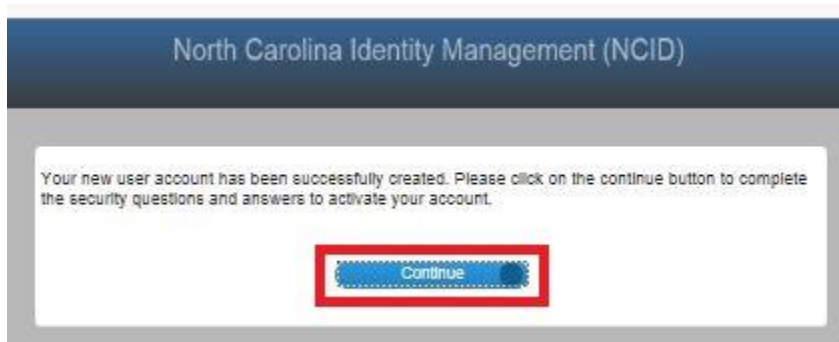 North Carolina Identity Management (NCID)
Your new user account has been successfully created. Please click on the continue button to complete
the security questions and answers to activate your account.
Continue